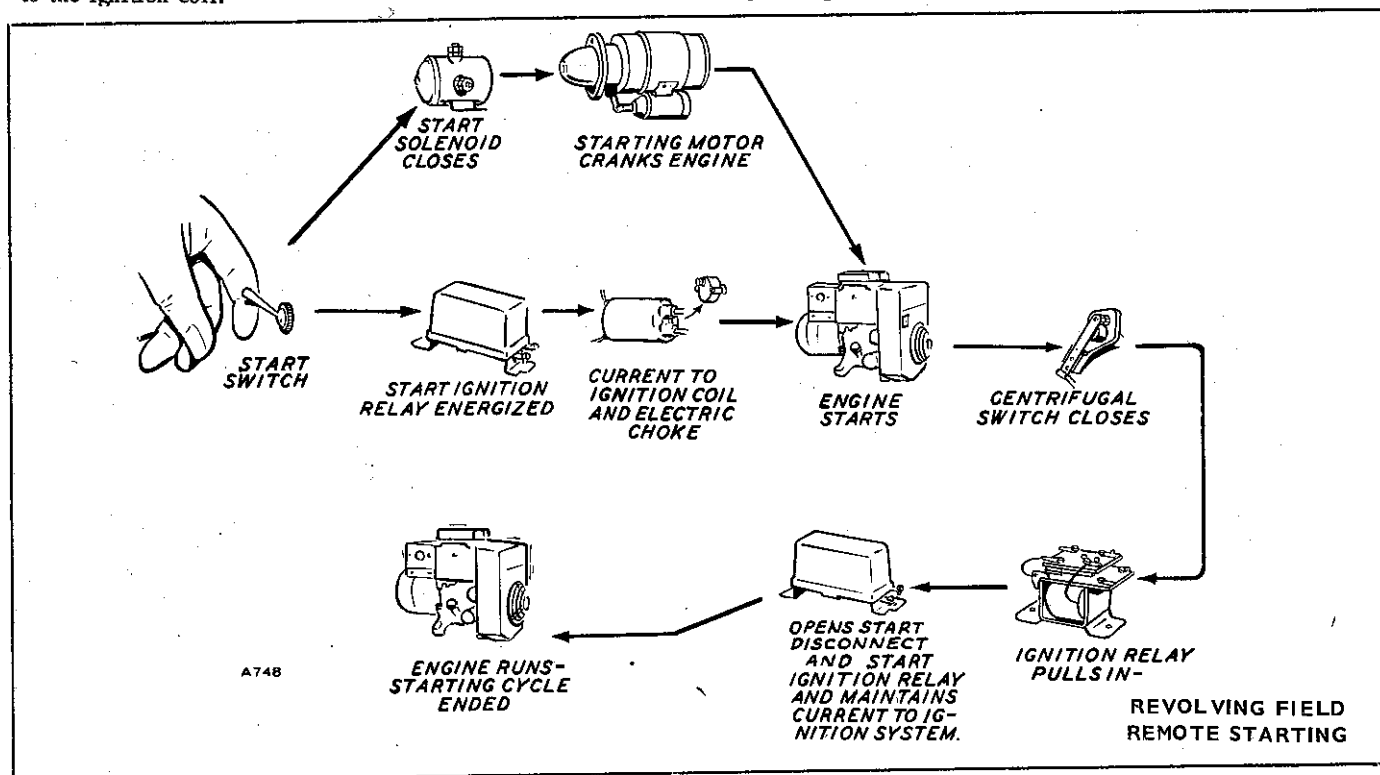 to the ignition coil.
START
SOLENOID
CLOSES
STARTING MOTOR
CRANKS ENGINE
START
SWITCH
START IGNITION
RELAY ENERGIZED
CURRENT TO
IGNITION COIL
AND ELECTRIC
CHOKE
ENGINE
STARTS
CENTRIFUGAL
SWITCH CLOSES
A748
ENGINE RUNS-
STARTING CYCLE
ENDED
OPENS START
DISCONNECT
AND START
IGNITION RELAY
AND MAINTAINS
CURRENT TO IG-
NITION SYSTEM.
IGNITION RELAY
PULLS IN-
REVOLVING FIELD
REMOTE STARTING